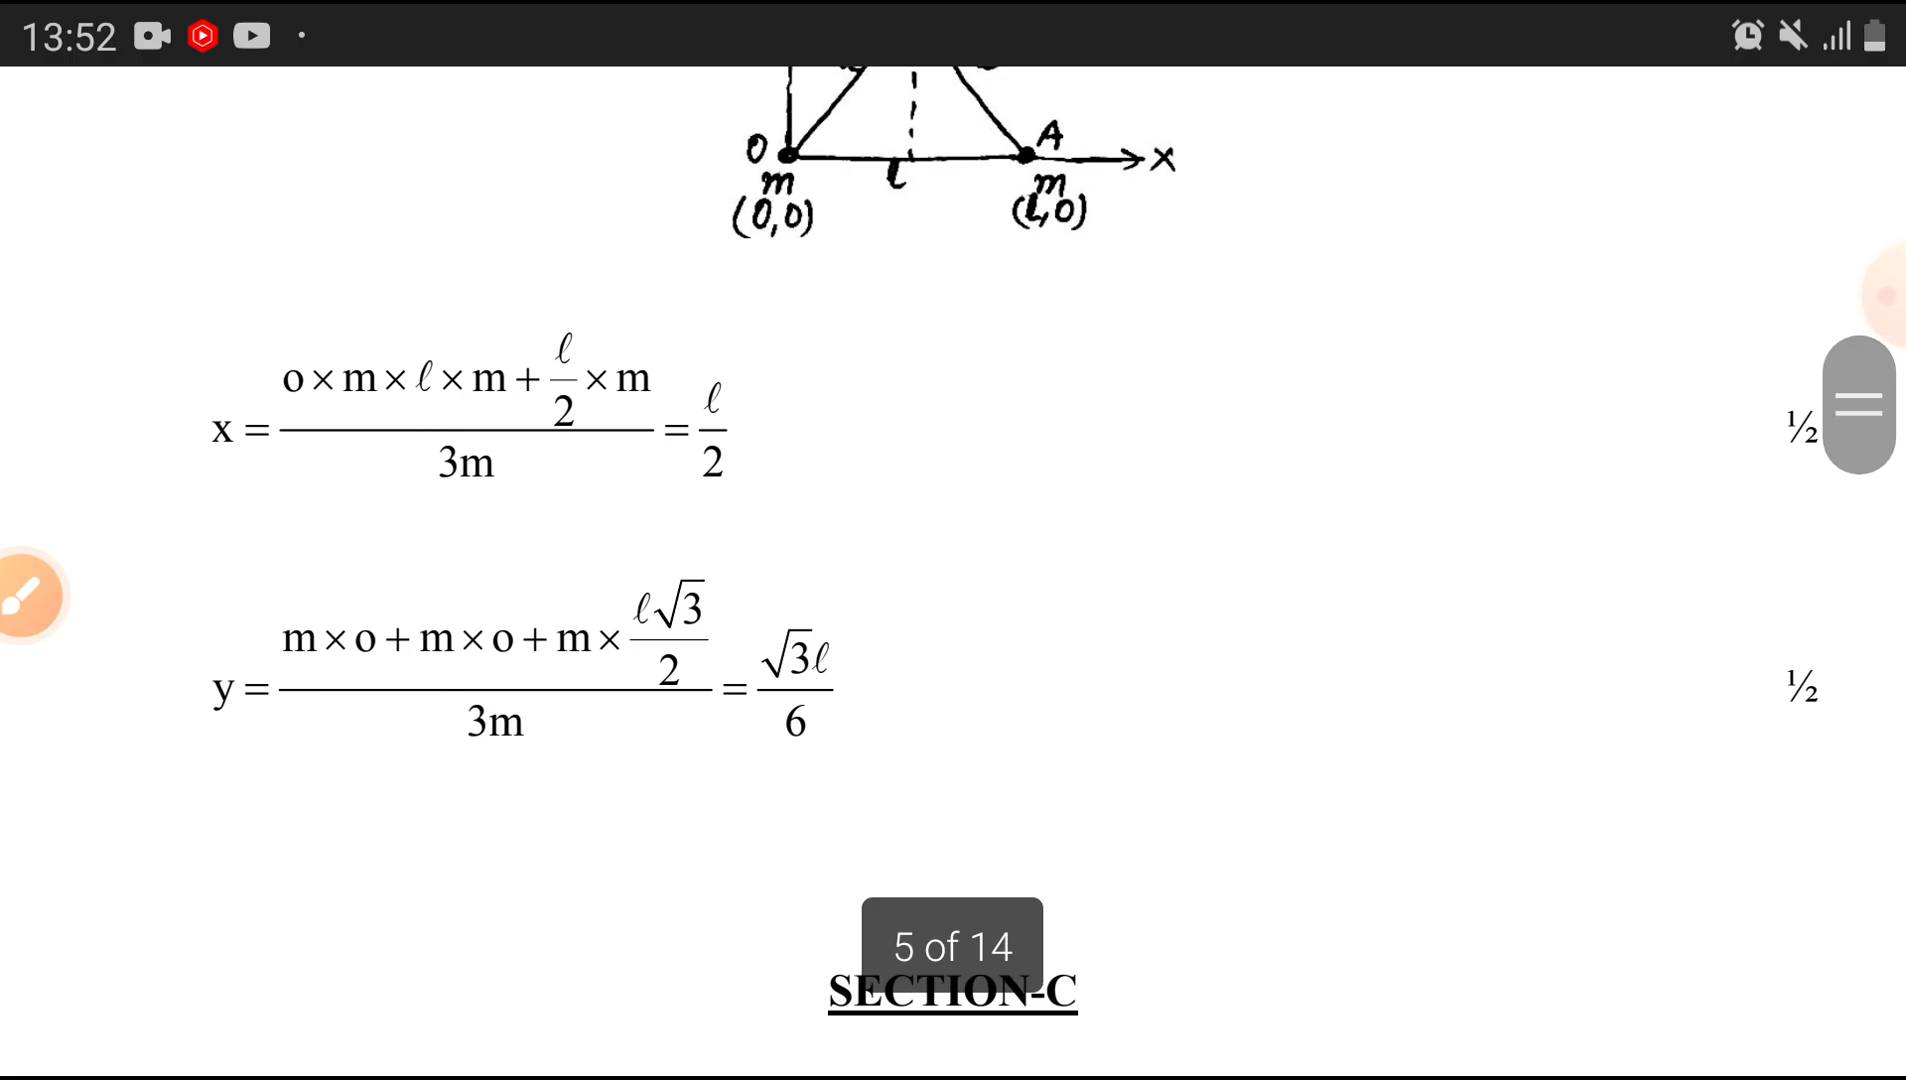 13:52
O A X
l
m m
(0,0) (l,0)
x = (o × m × ℓ × m + ℓ/2 × m) / 3m = ℓ/2 ½
y = (m × o + m × o + m × ℓ√3/2) / 3m = √3ℓ/6 ½
5 of 14
SECTION-C